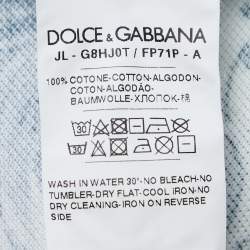 DOLCE & GABBANA
JL - G8HJ0T / FP71P - A
100% COTONE-COTTON-ALGODON-
COTON-ALGODÃO-
BAUMWOLLE-ХЛОПОК-棉
30
30
WASH IN WATER 30°-NO BLEACH-NO
TUMBLER-DRY FLAT-COOL IRON-NO
DRY CLEANING-IRON ON REVERSE
SIDE